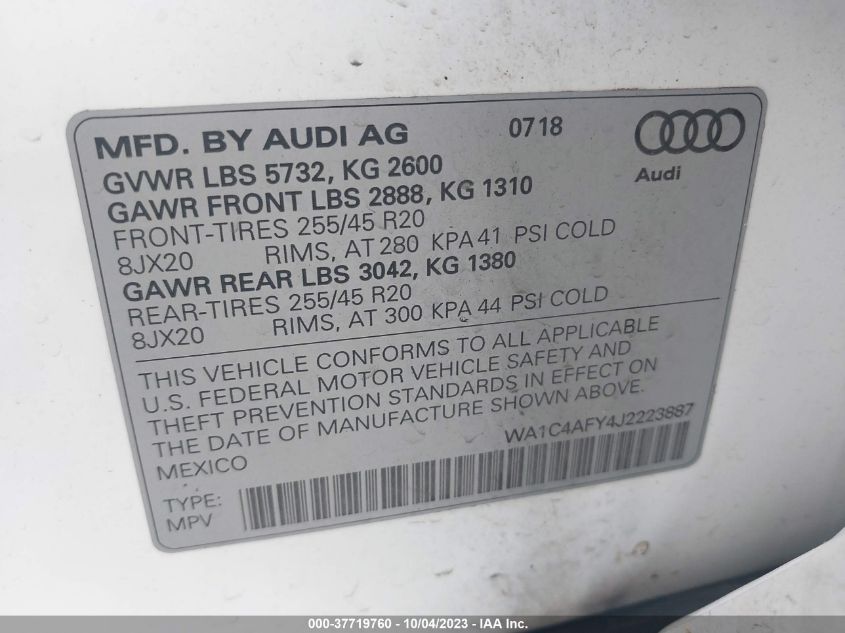 MFD. BY AUDI AG 0718
Audi
GVWR LBS 5732, KG 2600
GAWR FRONT LBS 2888, KG 1310
FRONT-TIRES 255/45 R20
8JX20 RIMS, AT 280 KPA 41 PSI COLD
GAWR REAR LBS 3042, KG 1380
REAR-TIRES 255/45 R20
8JX20 RIMS, AT 300 KPA 44 PSI COLD
THIS VEHICLE CONFORMS TO ALL APPLICABLE
U.S. FEDERAL MOTOR VEHICLE SAFETY AND
THEFT PREVENTION STANDARDS IN EFFECT ON
THE DATE OF MANUFACTURE SHOWN ABOVE.
MEXICO WA1C4AFY4J2223887
TYPE:
MPV
000-37719760 - 10/04/2023 - IAA Inc.